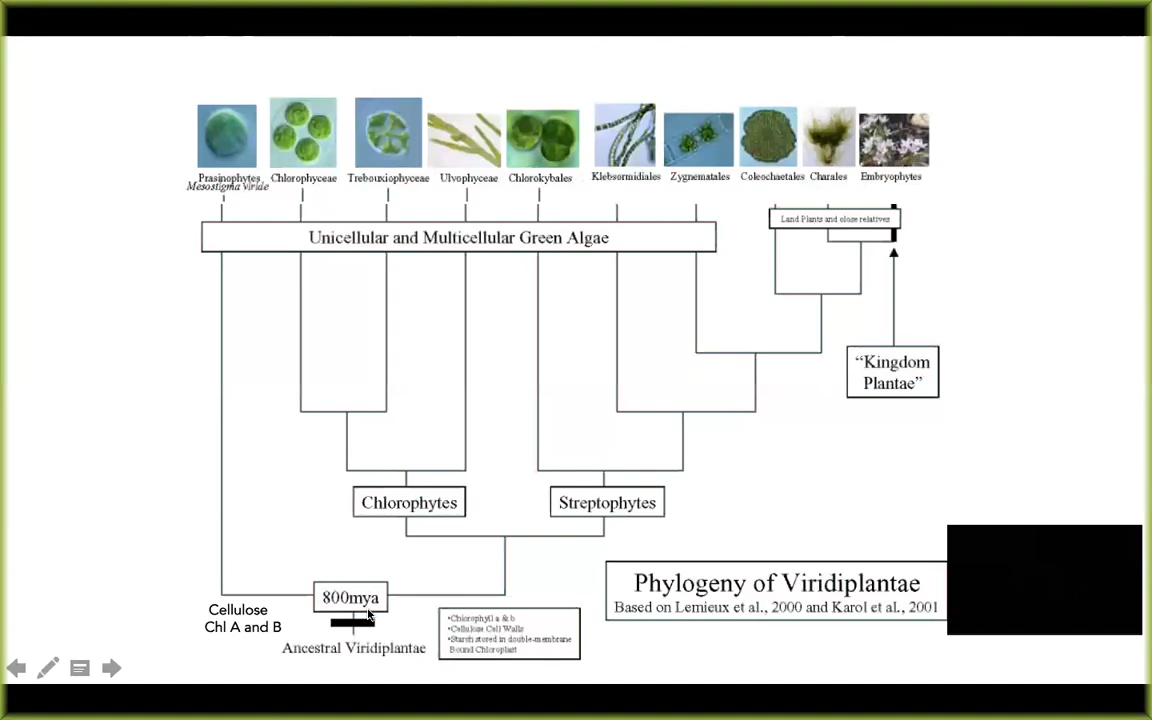 Prasinophytes Chlorophyceae Trebouxiophyceae Ulvophyceae Chlorokybales Klebsormidiales Zygnematales Coleochaetales Charales Embryophytes
Mesostigma Viride
Land Plants and close relatives
Unicellular and Multicellular Green Algae
“Kingdom
Plantae”
Chlorophytes
Streptophytes
800mya
Cellulose
Chl A and B
Ancestral Viridiplantae
•Chlorophyll a & b
•Cellulose Cell Walls
•Starch stored in double-membrane
Bound Chloroplast
Phylogeny of Viridiplantae
Based on Lemieux et al., 2000 and Karol et al., 2001